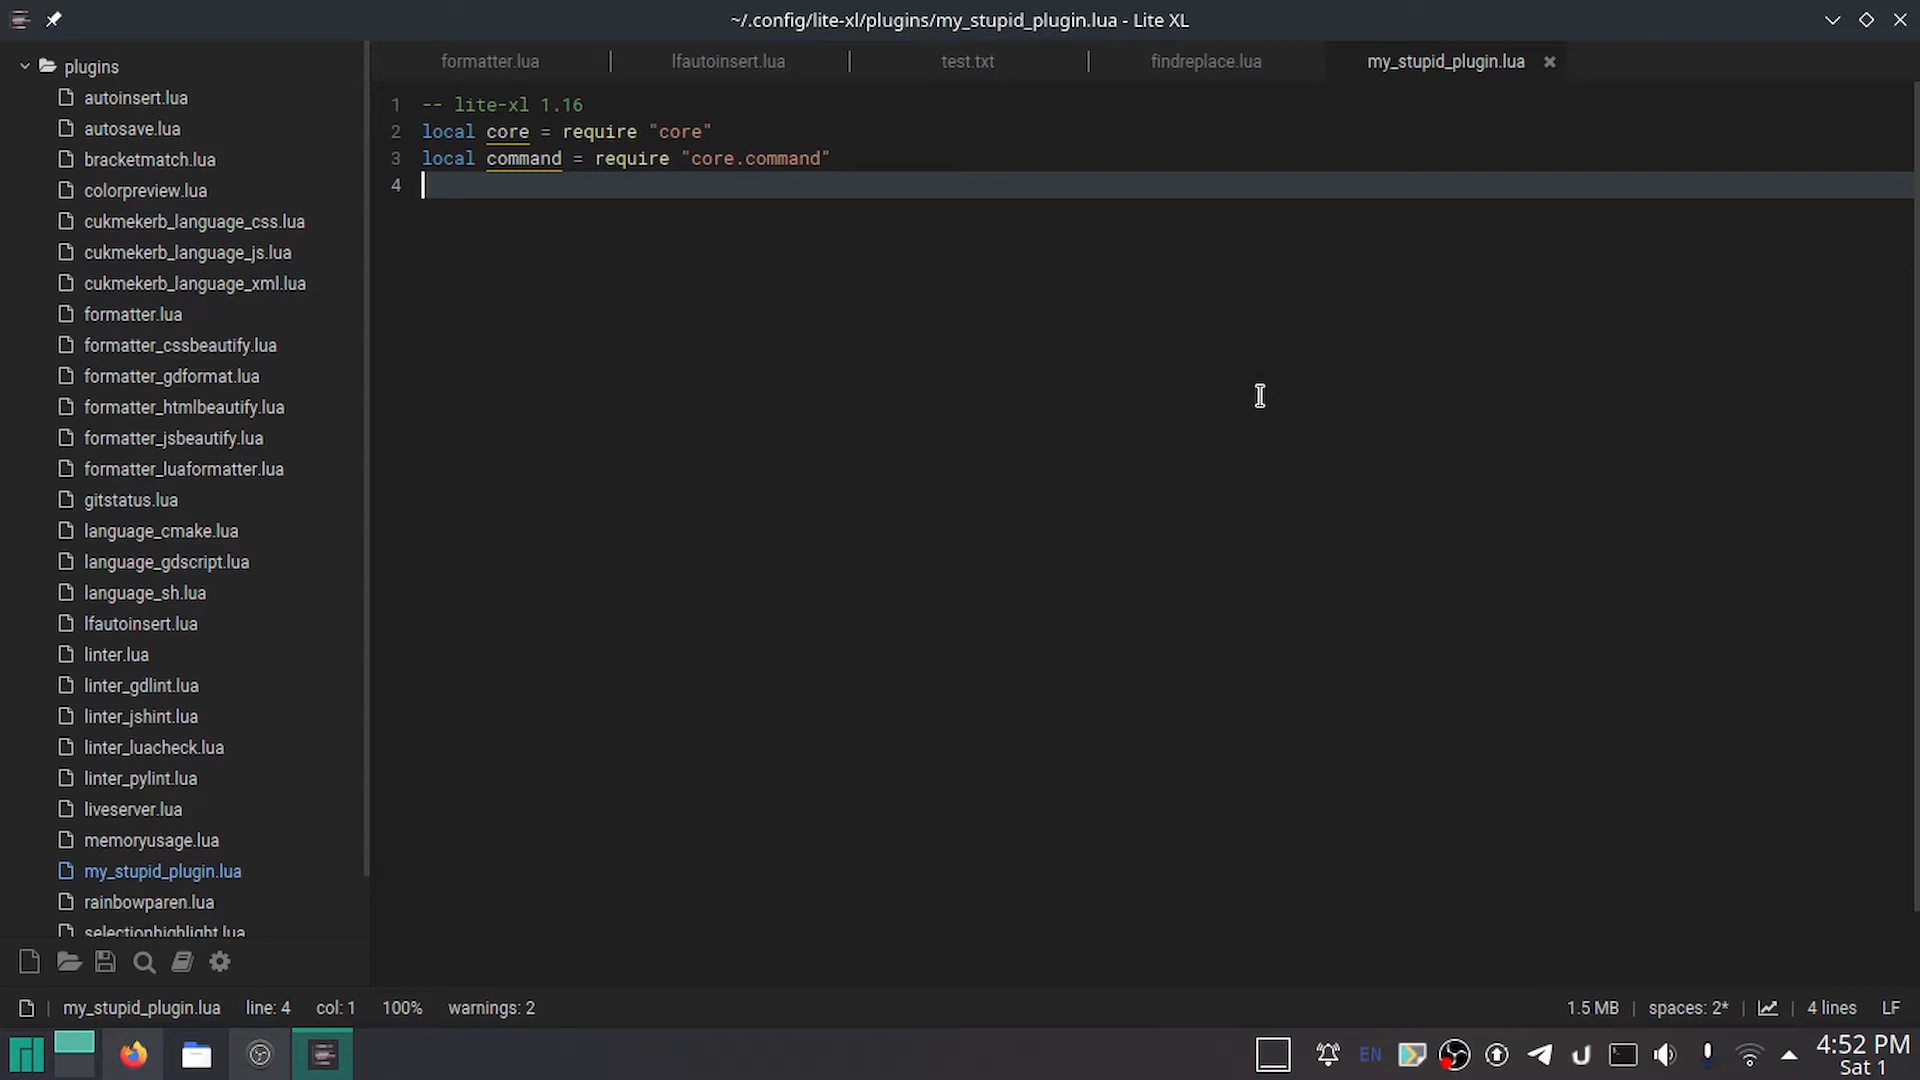 ~/.config/lite-xl/plugins/my_stupid_plugin.lua - Lite XL
plugins
autoinsert.lua
autosave.lua
bracketmatch.lua
colorpreview.lua
cukmekerb_language_css.lua
cukmekerb_language_js.lua
cukmekerb_language_xml.lua
formatter.lua
formatter_cssbeautify.lua
formatter_gdformat.lua
formatter_htmlbeautify.lua
formatter_jsbeautify.lua
formatter_luaformatter.lua
gitstatus.lua
language_cmake.lua
language_gdscript.lua
language_sh.lua
lfautoinsert.lua
linter.lua
linter_gdlint.lua
linter_jshint.lua
linter_luacheck.lua
linter_pylint.lua
liveserver.lua
memoryusage.lua
my_stupid_plugin.lua
rainbowparen.lua
selectionhighlight.lua
formatter.lua | lfautoinsert.lua | test.txt | findreplace.lua my_stupid_plugin.lua
1 -- lite-xl 1.16
2 local core = require "core"
3 local command = require "core.command"
4
my_stupid_plugin.lua line: 4 col: 1 100% warnings: 2
1.5 MB | spaces: 2* | 4 lines LF
EN
4:52 PM
Sat 1